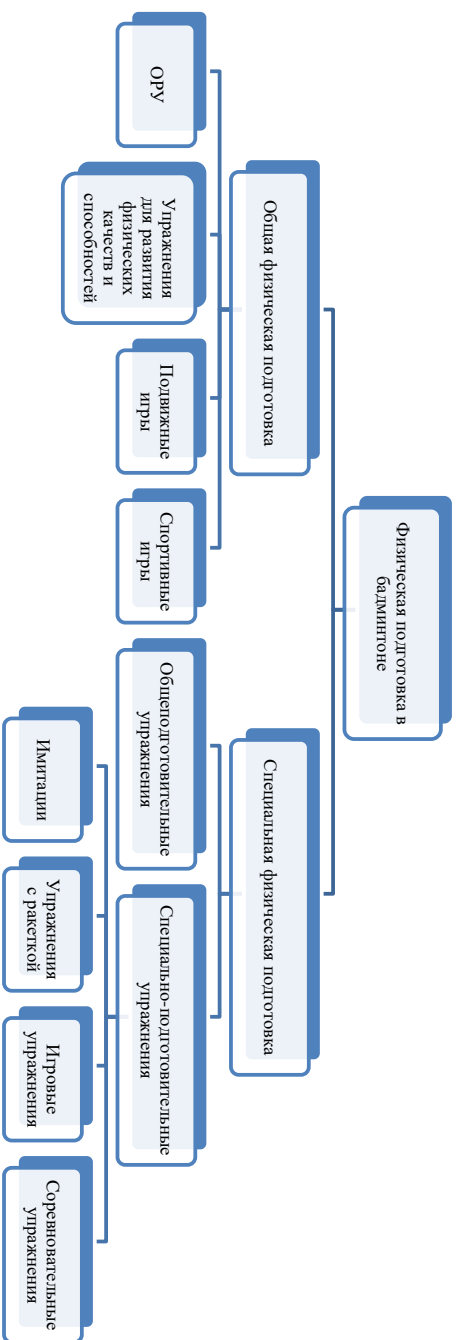 Физическая подготовка в
бадминтоне
Общая физическая подготовка
Специальная физическая подготовка
ОРУ
Упражнения
для развития
физических
качеств и
способностей
Подвижные
игры
Спортивные
игры
Общеподготовительные
упражнения
Специально-подготовительные
упражнения
Имитации
Упражнения
с ракеткой
Игровые
упражнения
Соревновательные
упражнения